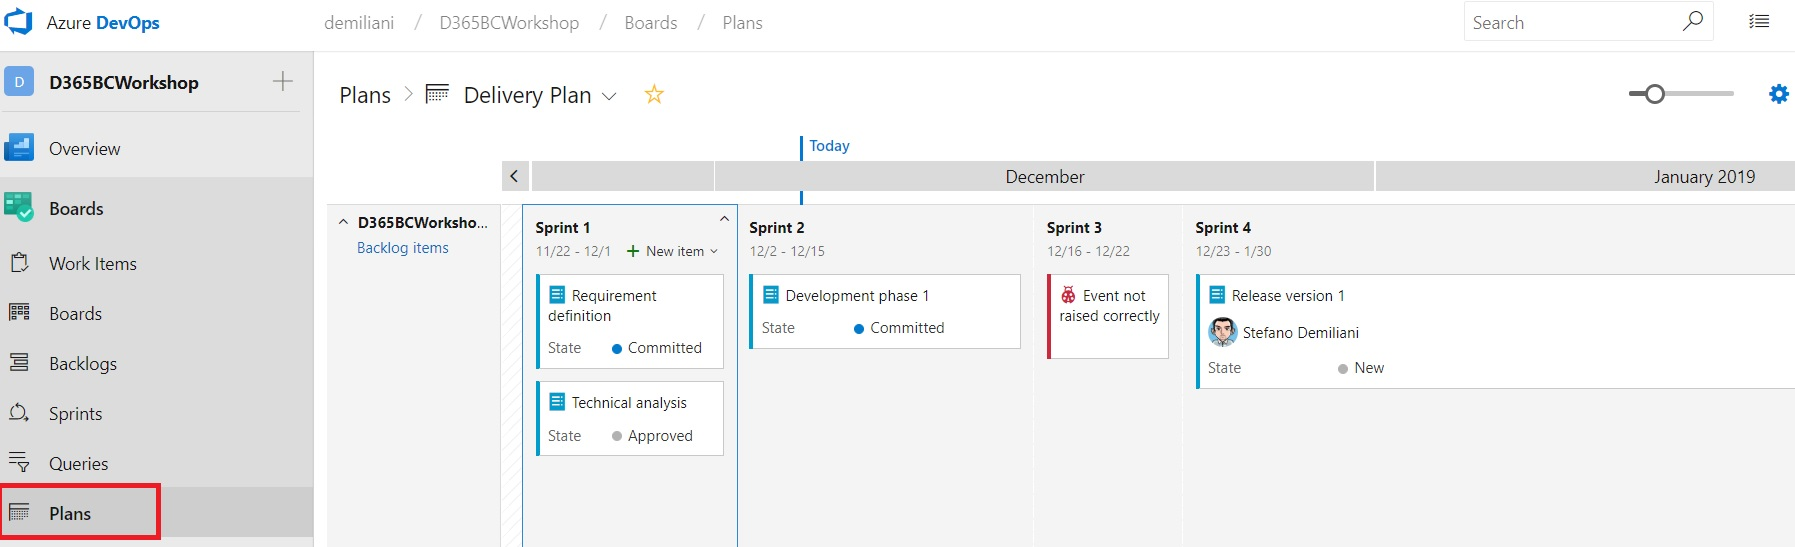 Azure DevOps
demiliani / D365BCWorkshop / Boards / Plans
Search
D D365BCWorkshop
Overview
Boards
Work Items
Boards
Backlogs
Sprints
Queries
Plans
Plans > Delivery Plan
Today
December
January 2019
D365BCWorksho...
Backlog items
Sprint 1
11/22 - 12/1
+ New item
Requirement
definition
State Committed
Technical analysis
State Approved
Sprint 2
12/2 - 12/15
Development phase 1
State Committed
Sprint 3
12/16 - 12/22
Event not
raised correctly
Sprint 4
12/23 - 1/30
Release version 1
Stefano Demiliani
State New